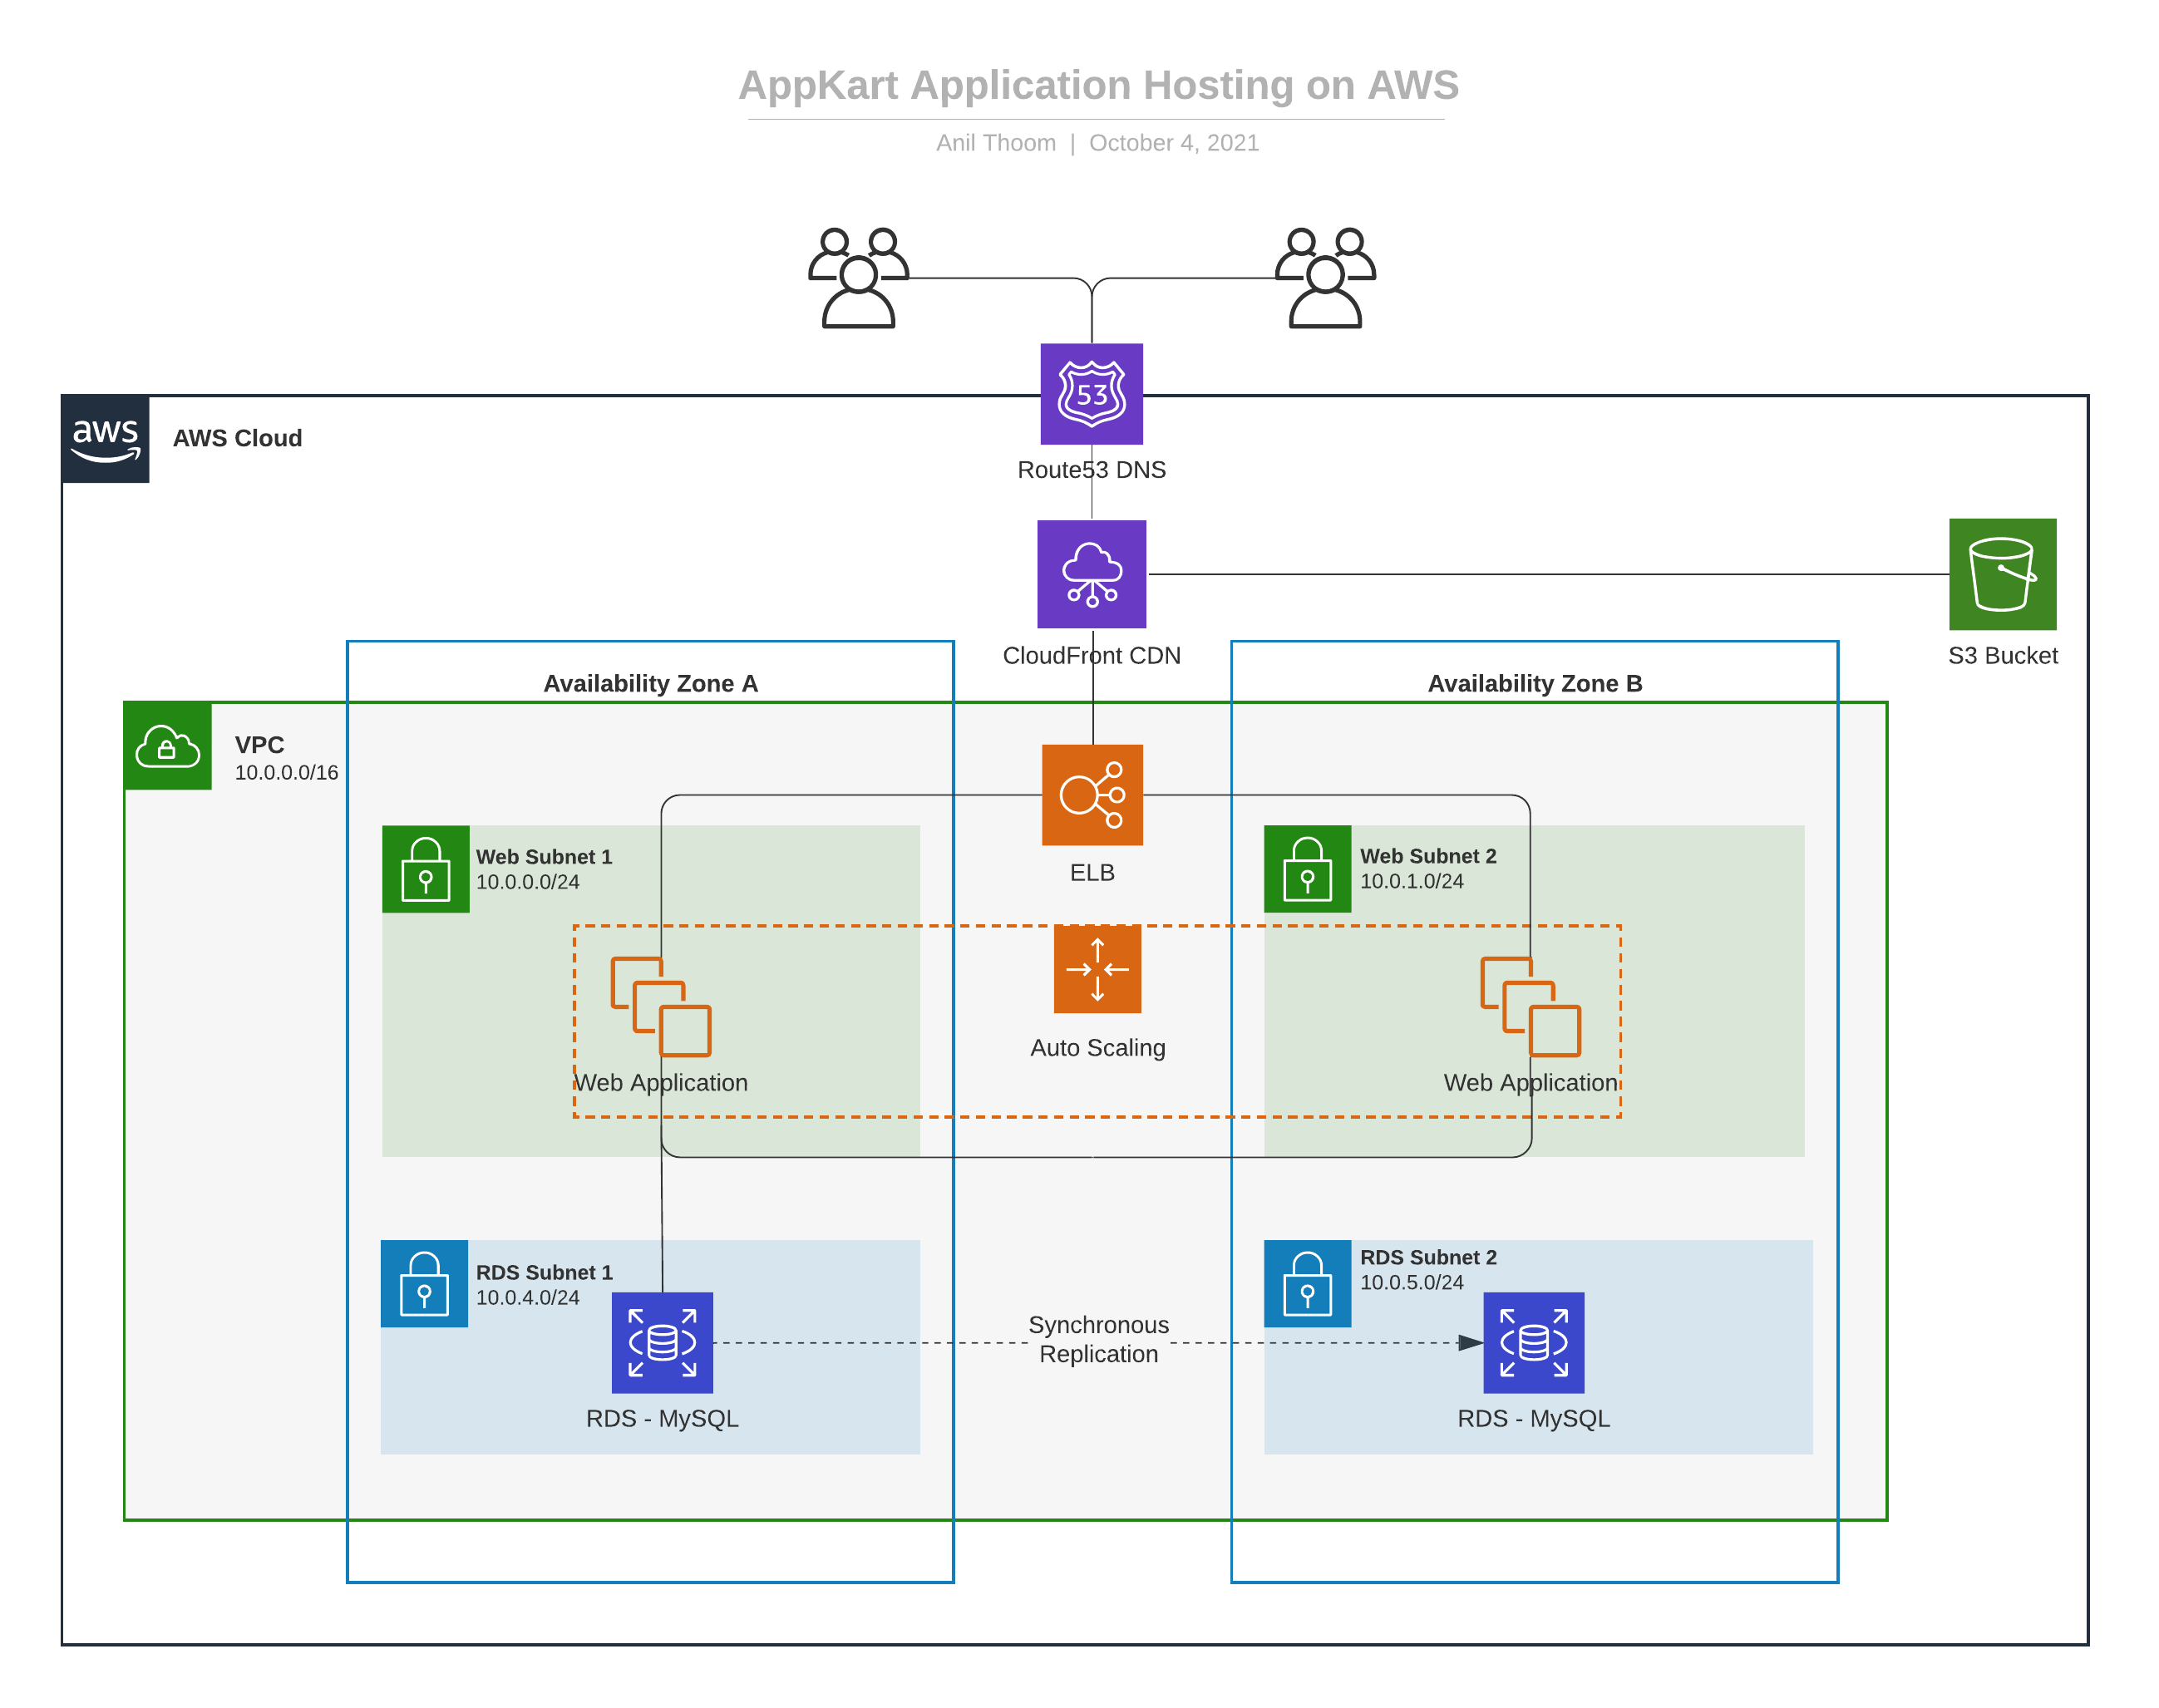 AppKart Application Hosting on AWS
Anil Thoom | October 4, 2021
53
aws
AWS Cloud
Route53 DNS
CloudFront CDN
S3 Bucket
Availability Zone A
Availability Zone B
VPC
10.0.0.0/16
ELB
Web Subnet 1
10.0.0.0/24
Web Subnet 2
10.0.1.0/24
Auto Scaling
Web Application
Web Application
RDS Subnet 1
10.0.4.0/24
RDS Subnet 2
10.0.5.0/24
Synchronous
Replication
RDS - MySQL
RDS - MySQL